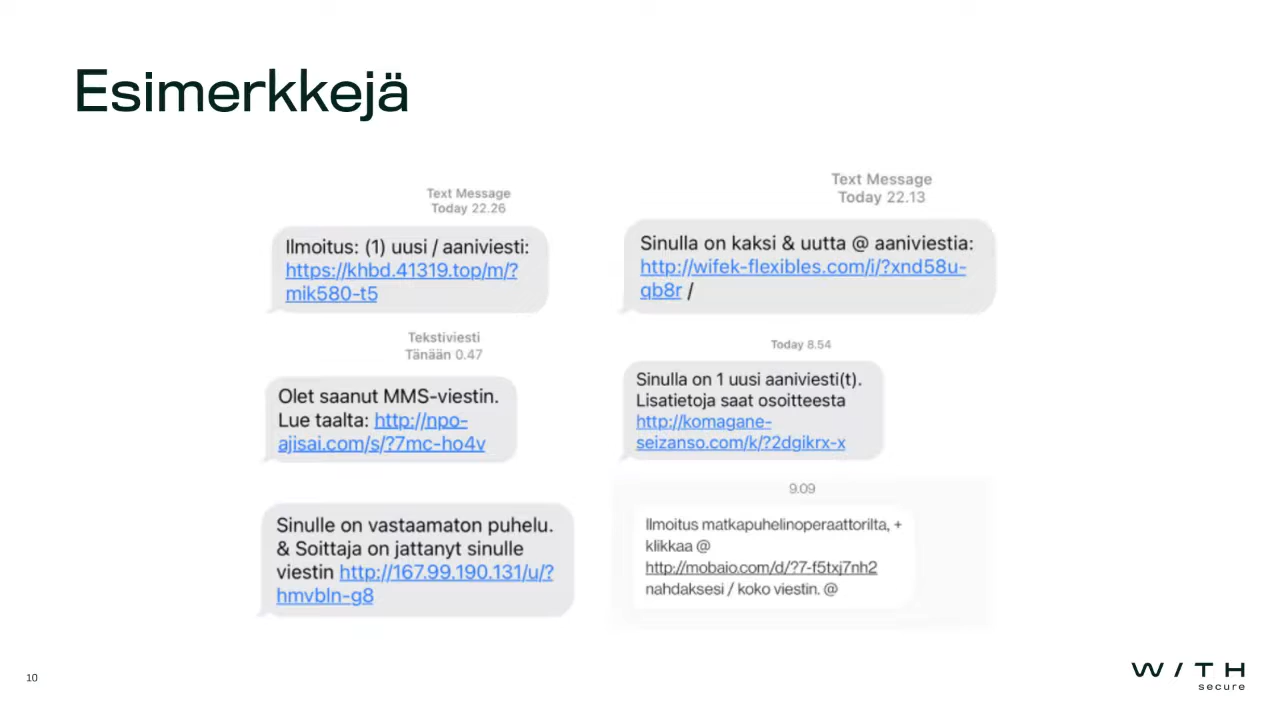 Esimerkkejä
Text Message
Today 22.26
Ilmoitus: (1) uusi / aaniviesti:
https://khbd.41319.top/m/?
mik580-t5
Text Message
Today 22.13
Sinulla on kaksi & uutta @ aaniviestia:
http://wifek-flexibles.com/i/?xnd58u-
qb8r /
Tekstiviesti
Tänään 0.47
Olet saanut MMS-viestin.
Lue taalta: http://npo-
ajisai.com/s/?7mc-ho4v
Today 8.54
Sinulla on 1 uusi aaniviesti(t).
Lisatietoja saat osoitteesta
http://komagane-
seizanso.com/k/?2dgikrx-x
Sinulle on vastaamaton puhelu.
& Soittaja on jattanyt sinulle
viestin http://167.99.190.131/u/?
hmvbln-g8
9.09
Ilmoitus matkapuhelinoperaattorilta, +
klikkaa @
http://mobaio.com/d/?7-f5txj7nh2
nahdaksesi / koko viestin. @
10
W / T H
secure